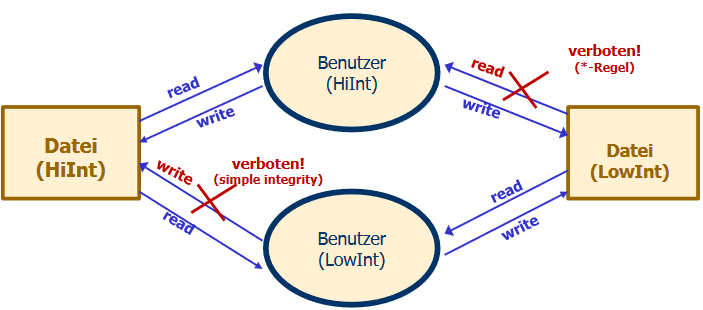 Benutzer
(HiInt)
verboten!
(*-Regel)
read
write
read
write
Datei
(HiInt)
Datei
(LowInt)
write
verboten!
(simple integrity)
read
Benutzer
(LowInt)
read
write